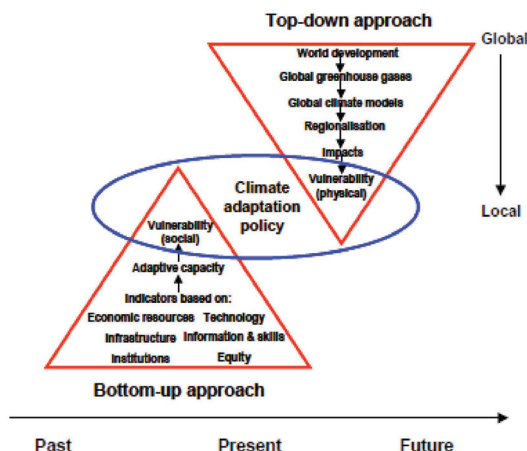 Top-down approach
Global
World development
Global greenhouse gases
Global climate models
Regionalisation
Impacts
Vulnerability
(physical)
Local
Climate
adaptation
policy
Vulnerability
(social)
Adaptive capacity
Indicators based on:
Economic resources Technology
Infrastructure Information & skills
Institutions Equity
Bottom-up approach
Past Present Future